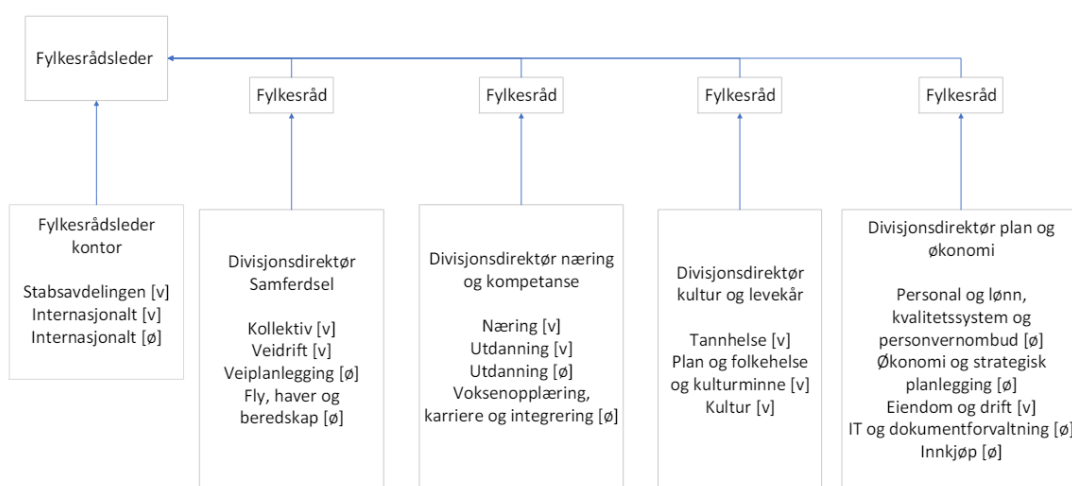 Fylkesrådsleder
Fylkesråd
Fylkesråd
Fylkesråd
Fylkesråd
Fylkesrådsleder
kontor
Stabsavdelingen [v]
Internasjonalt [v]
Internasjonalt [ø]
Divisjonsdirektør
Samferdsel
Kollektiv [v]
Veidrift [v]
Veiplanlegging [ø]
Fly, haver og
beredskap [ø]
Divisjonsdirektør næring
og kompetanse
Næring [v]
Utdanning [v]
Utdanning [ø]
Voksenopplæring,
karriere og integrering [ø]
Divisjonsdirektør
kultur og levekår
Tannhelse [v]
Plan og folkehelse
og kulturminne [v]
Kultur [v]
Divisjonsdirektør plan og
økonomi
Personal og lønn,
kvalitetssystem og
personvernombud [ø]
Økonomi og strategisk
planlegging [ø]
Eiendom og drift [v]
IT og dokumentforvaltning [ø]
Innkjøp [ø]